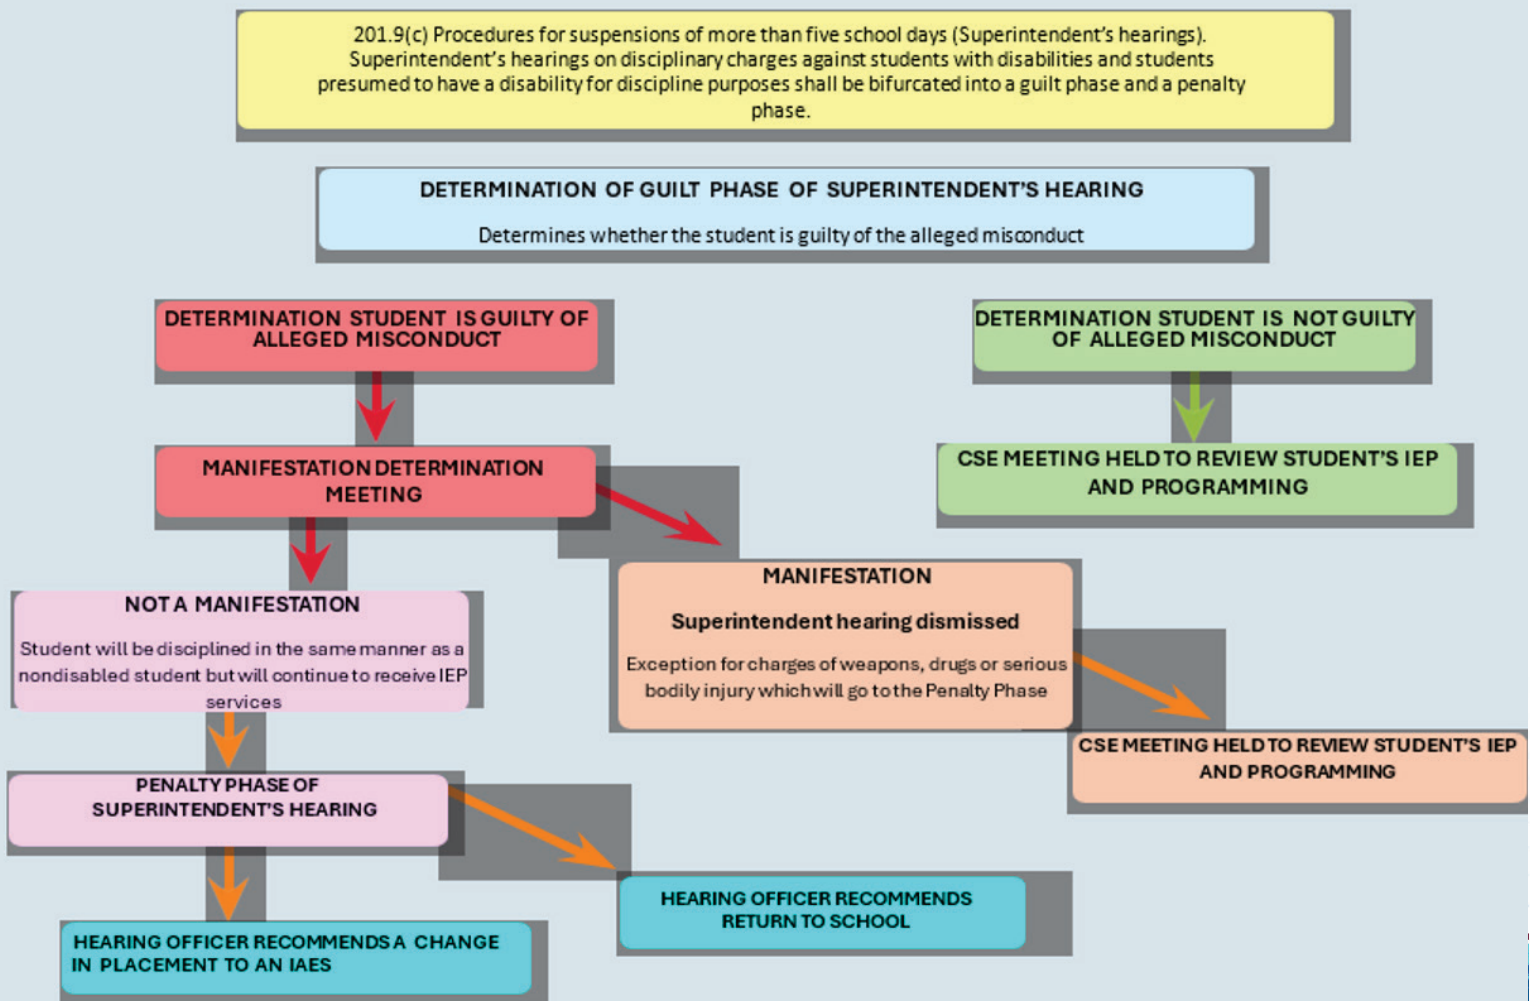 201.9(c) Procedures for suspensions of more than five school days (Superintendent's hearings).
Superintendent's hearings on disciplinary charges against students with disabilities and students
presumed to have a disability for discipline purposes shall be bifurcated into a guilt phase and a penalty
phase.
DETERMINATION OF GUILT PHASE OF SUPERINTENDENT'S HEARING
Determines whether the student is guilty of the alleged misconduct
DETERMINATION STUDENT IS GUILTY OF
ALLEGED MISCONDUCT
DETERMINATION STUDENT IS NOT GUILTY
OF ALLEGED MISCONDUCT
MANIFESTATION DETERMINATION
MEETING
CSE MEETING HELD TO REVIEW STUDENT'S IEP
AND PROGRAMMING
NOT A MANIFESTATION
Student will be disciplined in the same manner as a
nondisabled student but will continue to receive IEP
services
MANIFESTATION
Superintendent hearing dismissed
Exception for charges of weapons, drugs or serious
bodily injury which will go to the Penalty Phase
CSE MEETING HELD TO REVIEW STUDENT'S IEP
AND PROGRAMMING
PENALTY PHASE OF
SUPERINTENDENT'S HEARING
HEARING OFFICER RECOMMENDS
RETURN TO SCHOOL
HEARING OFFICER RECOMMENDS A CHANGE
IN PLACEMENT TO AN IAES